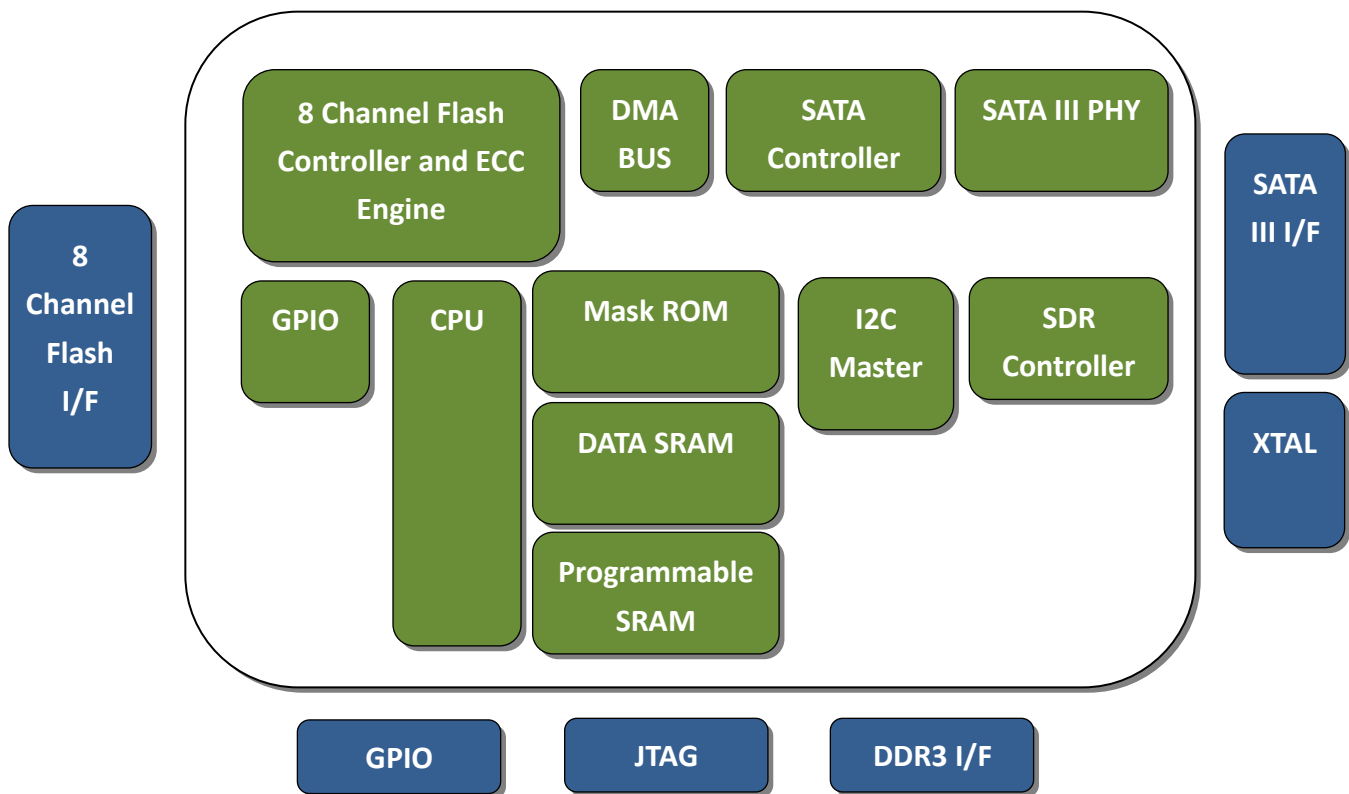 8 Channel Flash
Controller and ECC
Engine
DMA
BUS
SATA
Controller
SATA III PHY
8
Channel
Flash
I/F
SATA
III I/F
GPIO
CPU
Mask ROM
I2C
Master
SDR
Controller
DATA SRAM
XTAL
Programmable
SRAM
GPIO
JTAG
DDR3 I/F